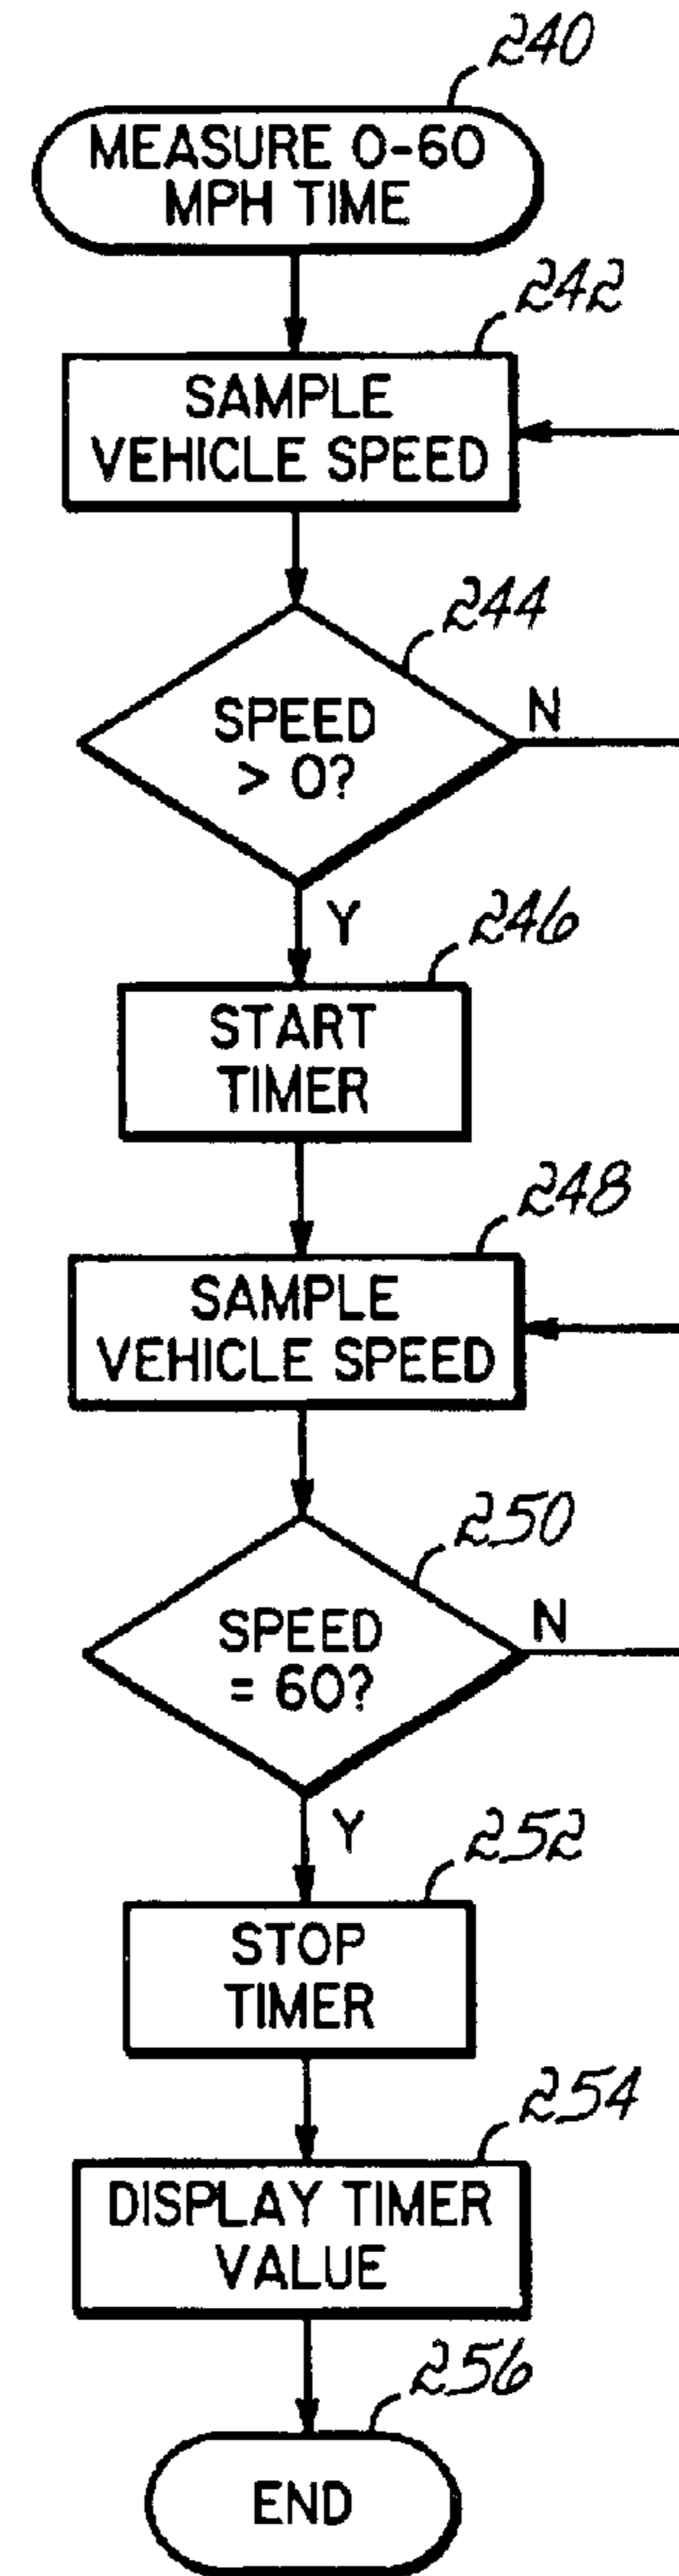 240
MEASURE 0-60
MPH TIME
242
SAMPLE
VEHICLE SPEED
244
SPEED
> 0?
N
Y
246
START
TIMER
248
SAMPLE
VEHICLE SPEED
250
SPEED
= 60?
N
Y
252
STOP
TIMER
254
DISPLAY TIMER
VALUE
256
END